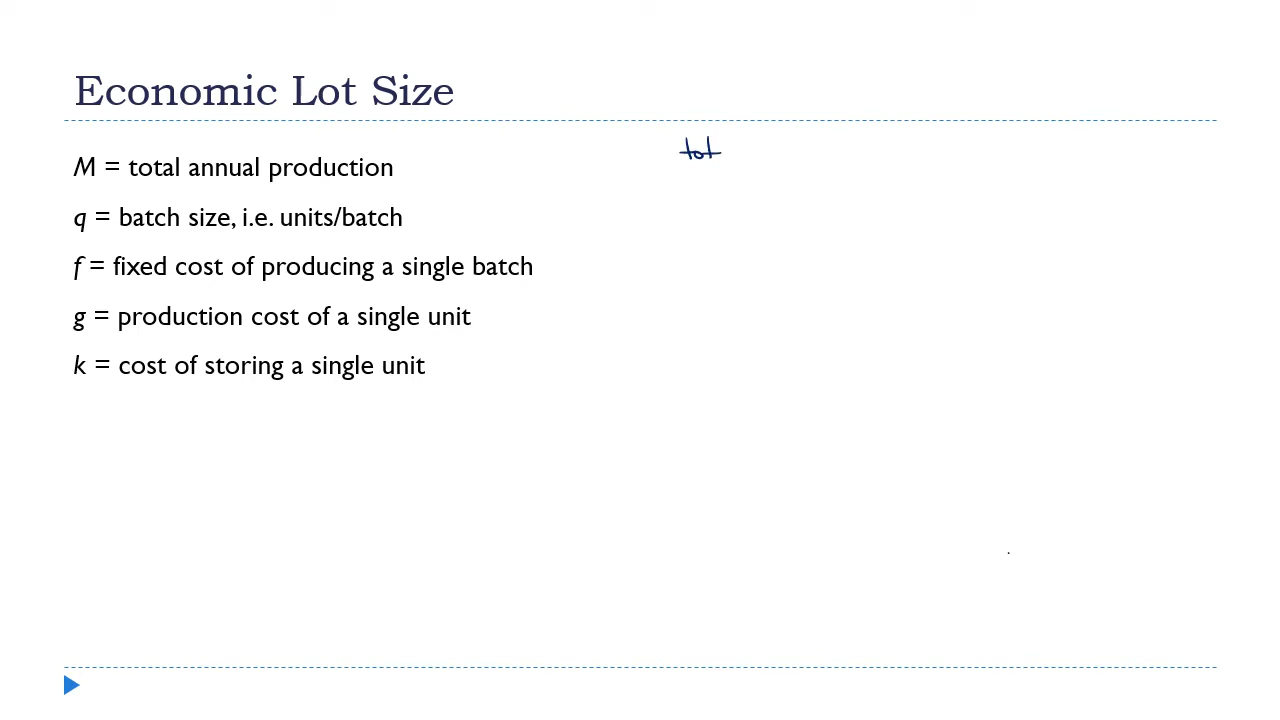 Economic Lot Size
tot
M = total annual production
q = batch size, i.e. units/batch
f = fixed cost of producing a single batch
g = production cost of a single unit
k = cost of storing a single unit